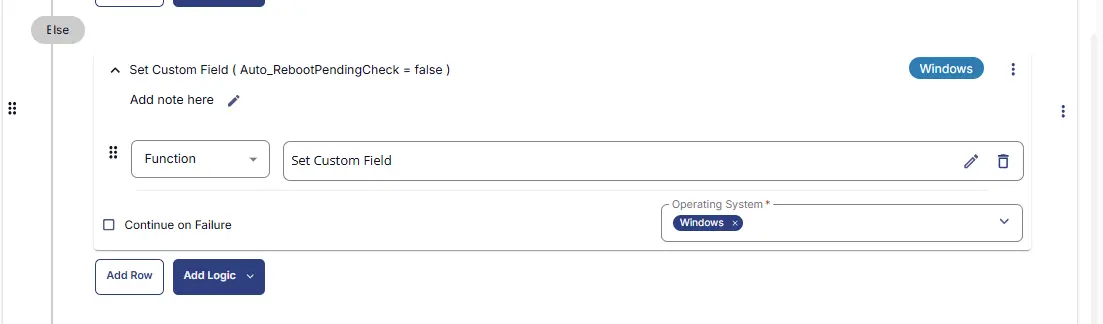 Else
Set Custom Field ( Auto_RebootPendingCheck = false )
Windows
Add note here
Function
Set Custom Field
Continue on Failure
Operating System *
Windows ×
Add Row
Add Logic